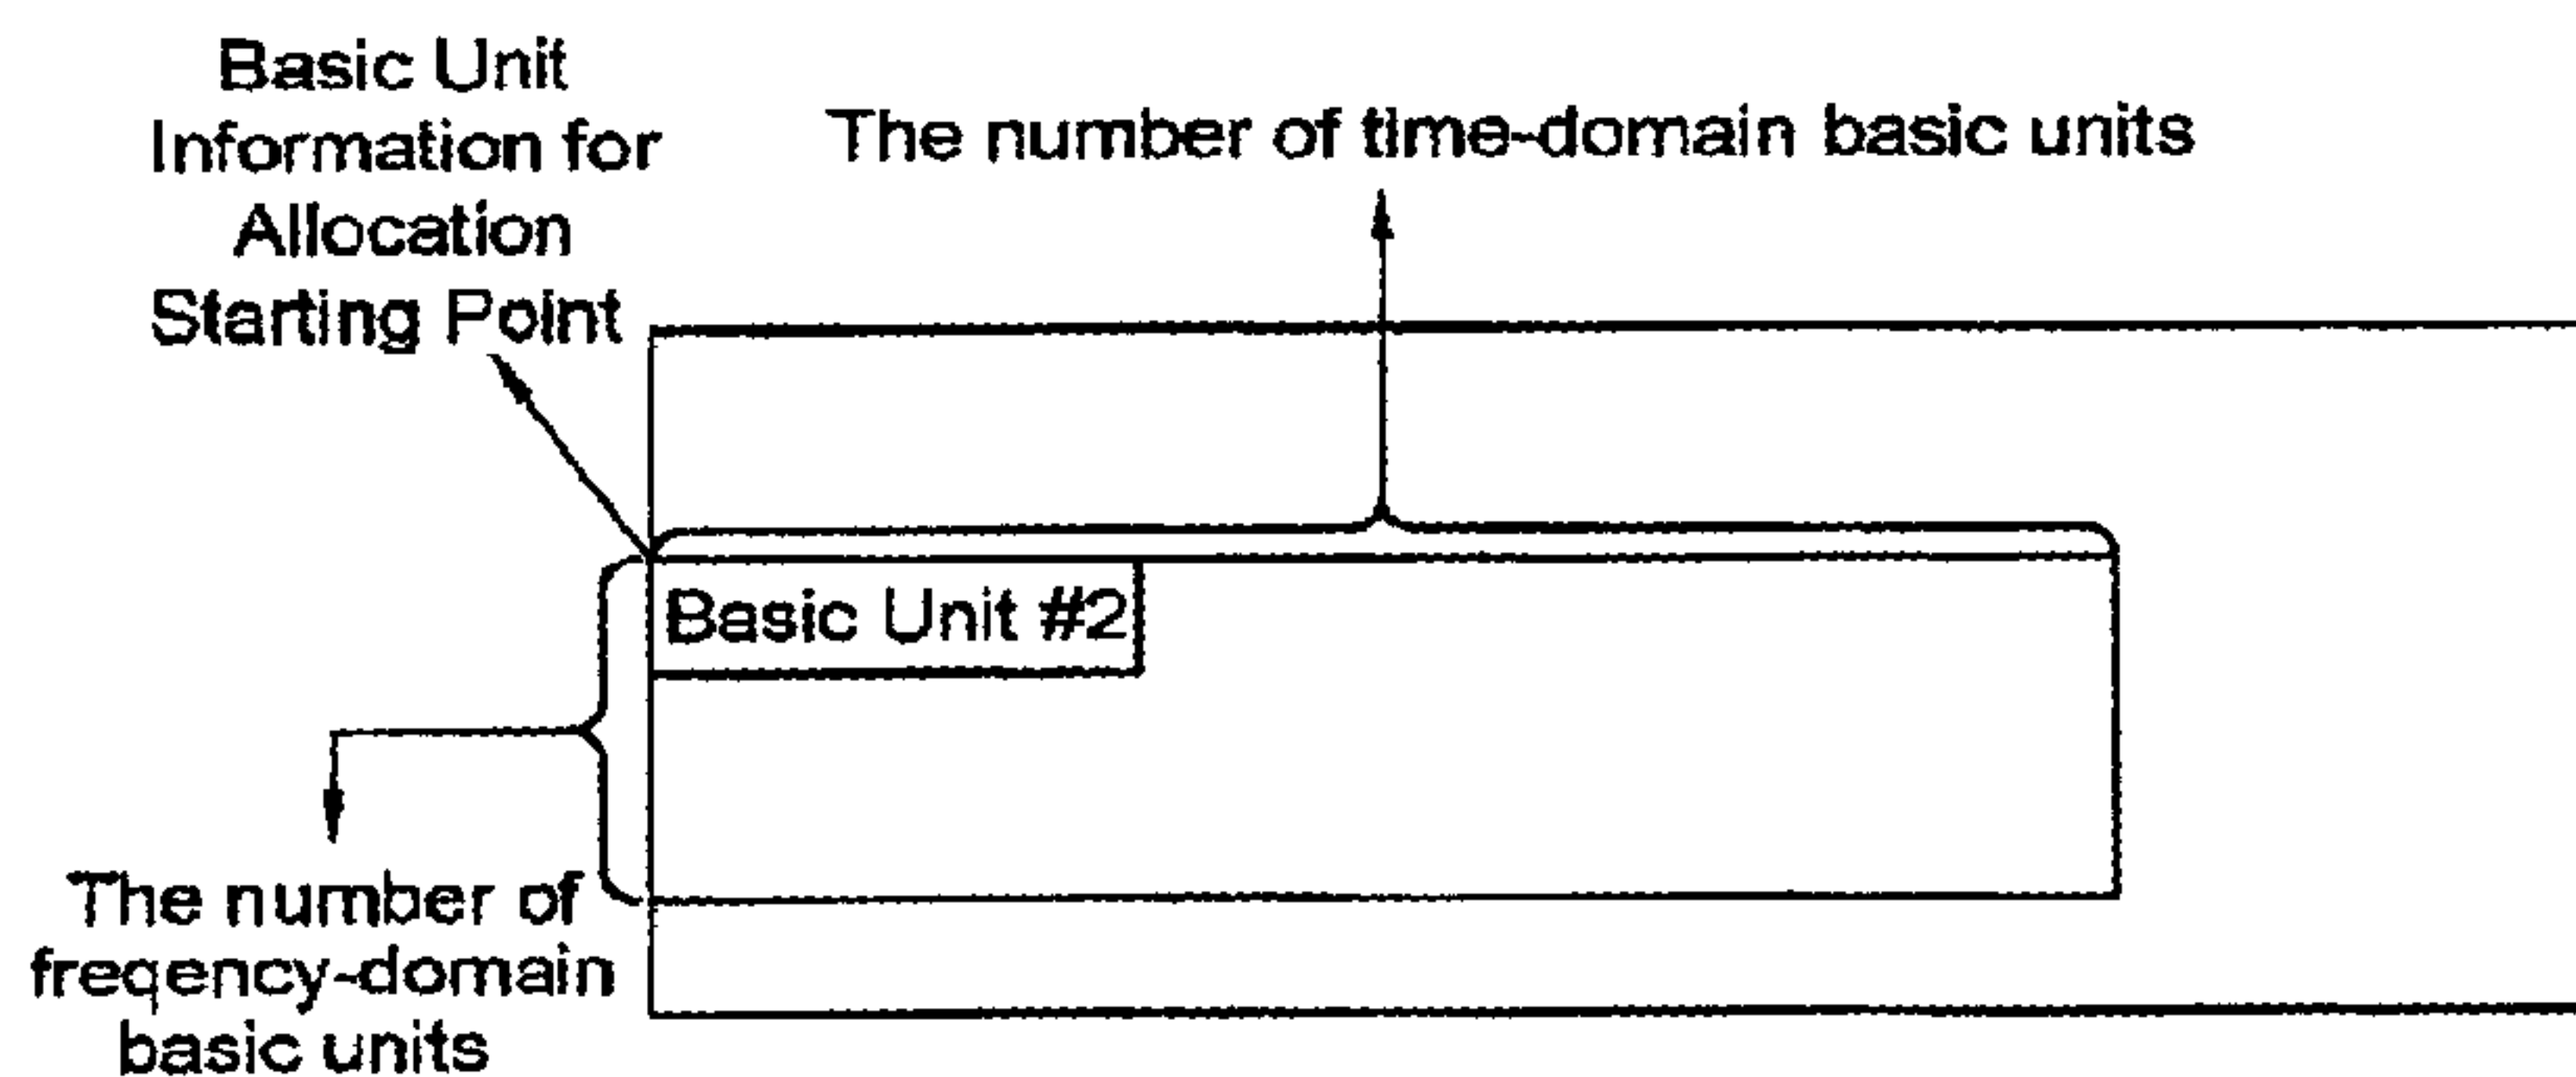 Basic Unit
Information for
Allocation
Starting Point
The number of time-domain basic units
Basic Unit #2
The number of
freqency-domain
basic units